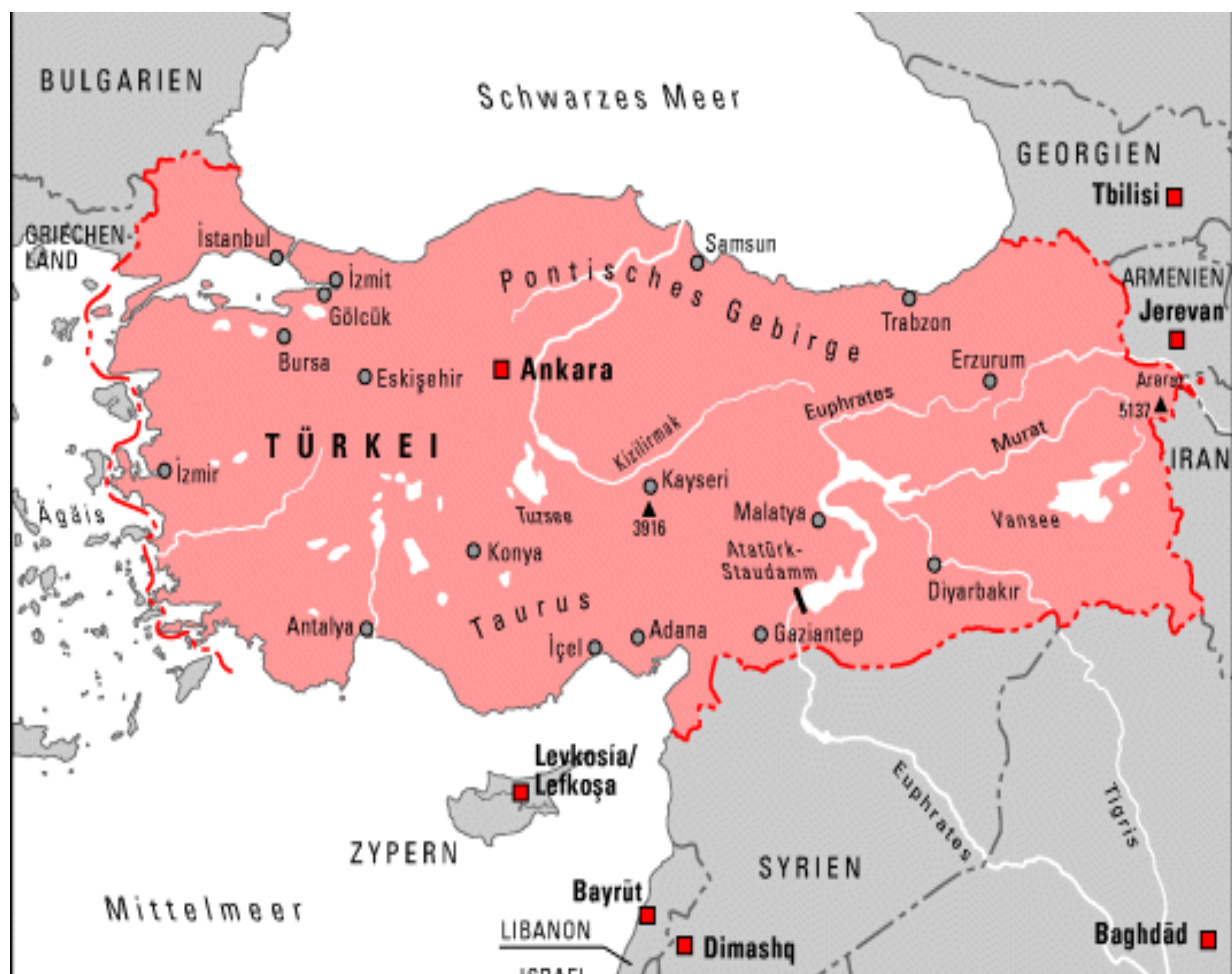 BULGARIEN
Schwarzes Meer
GEORGIEN
Tbilisi
GRIECHEN-
LAND
İstanbul
Samsun
İzmit
ARMENIEN
Pontisches Gebirge
Gölcük
Jerevan
Trabzon
Bursa
Eskişehir
Ankara
Erzurum
Ararat
5137
Euphrates
TÜRKEI
Kizilirmak
Murat
IRAN
İzmir
Kayseri
3916
Ägäis
Tuzsee
Malatya
Vansee
Konya
Atatürk-
Staudamm
Diyarbakır
Taurus
Antalya
İçel
Adana
Gaziantep
Levkosía/
Lefkoşa
ZYPERN
Euphrates
Tigris
SYRIEN
Mittelmeer
Bayrūt
LIBANON
Dimashq
Baghdād
ISRAEL